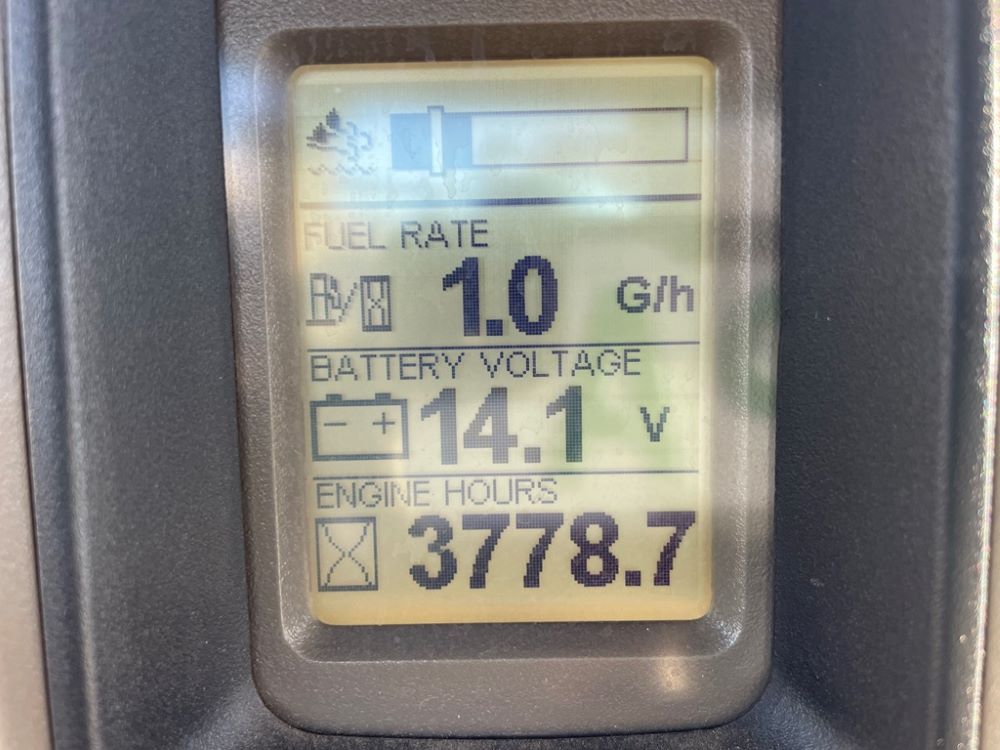 FUEL RATE
1.0 G/h
BATTERY VOLTAGE
- + 14.1 V
ENGINE HOURS
3778.7